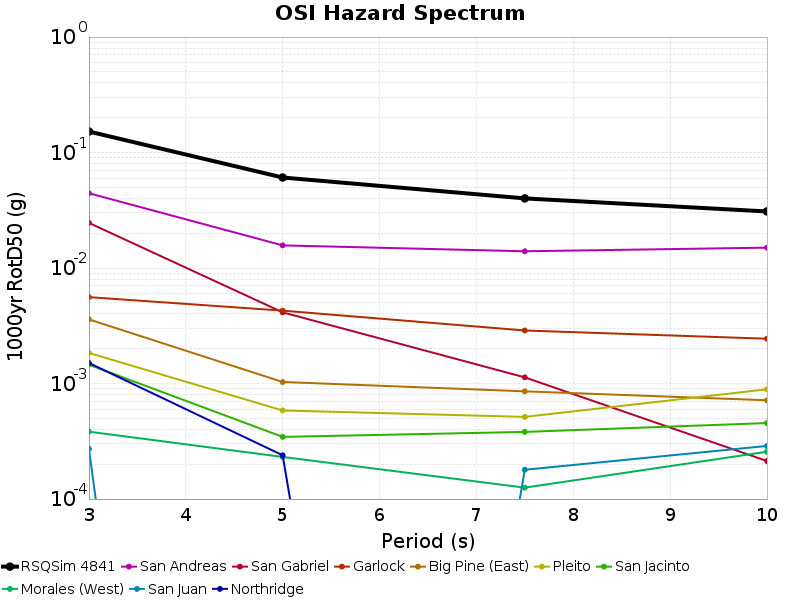 OSI Hazard Spectrum
10^0
10^-1
10^-2
10^-3
10^-4
1000yr RotD50 (g)
3 4 5 6 7 8 9 10
Period (s)
RSQSim 4841 San Andreas San Gabriel Garlock Big Pine (East) Pleito San Jacinto
Morales (West) San Juan Northridge